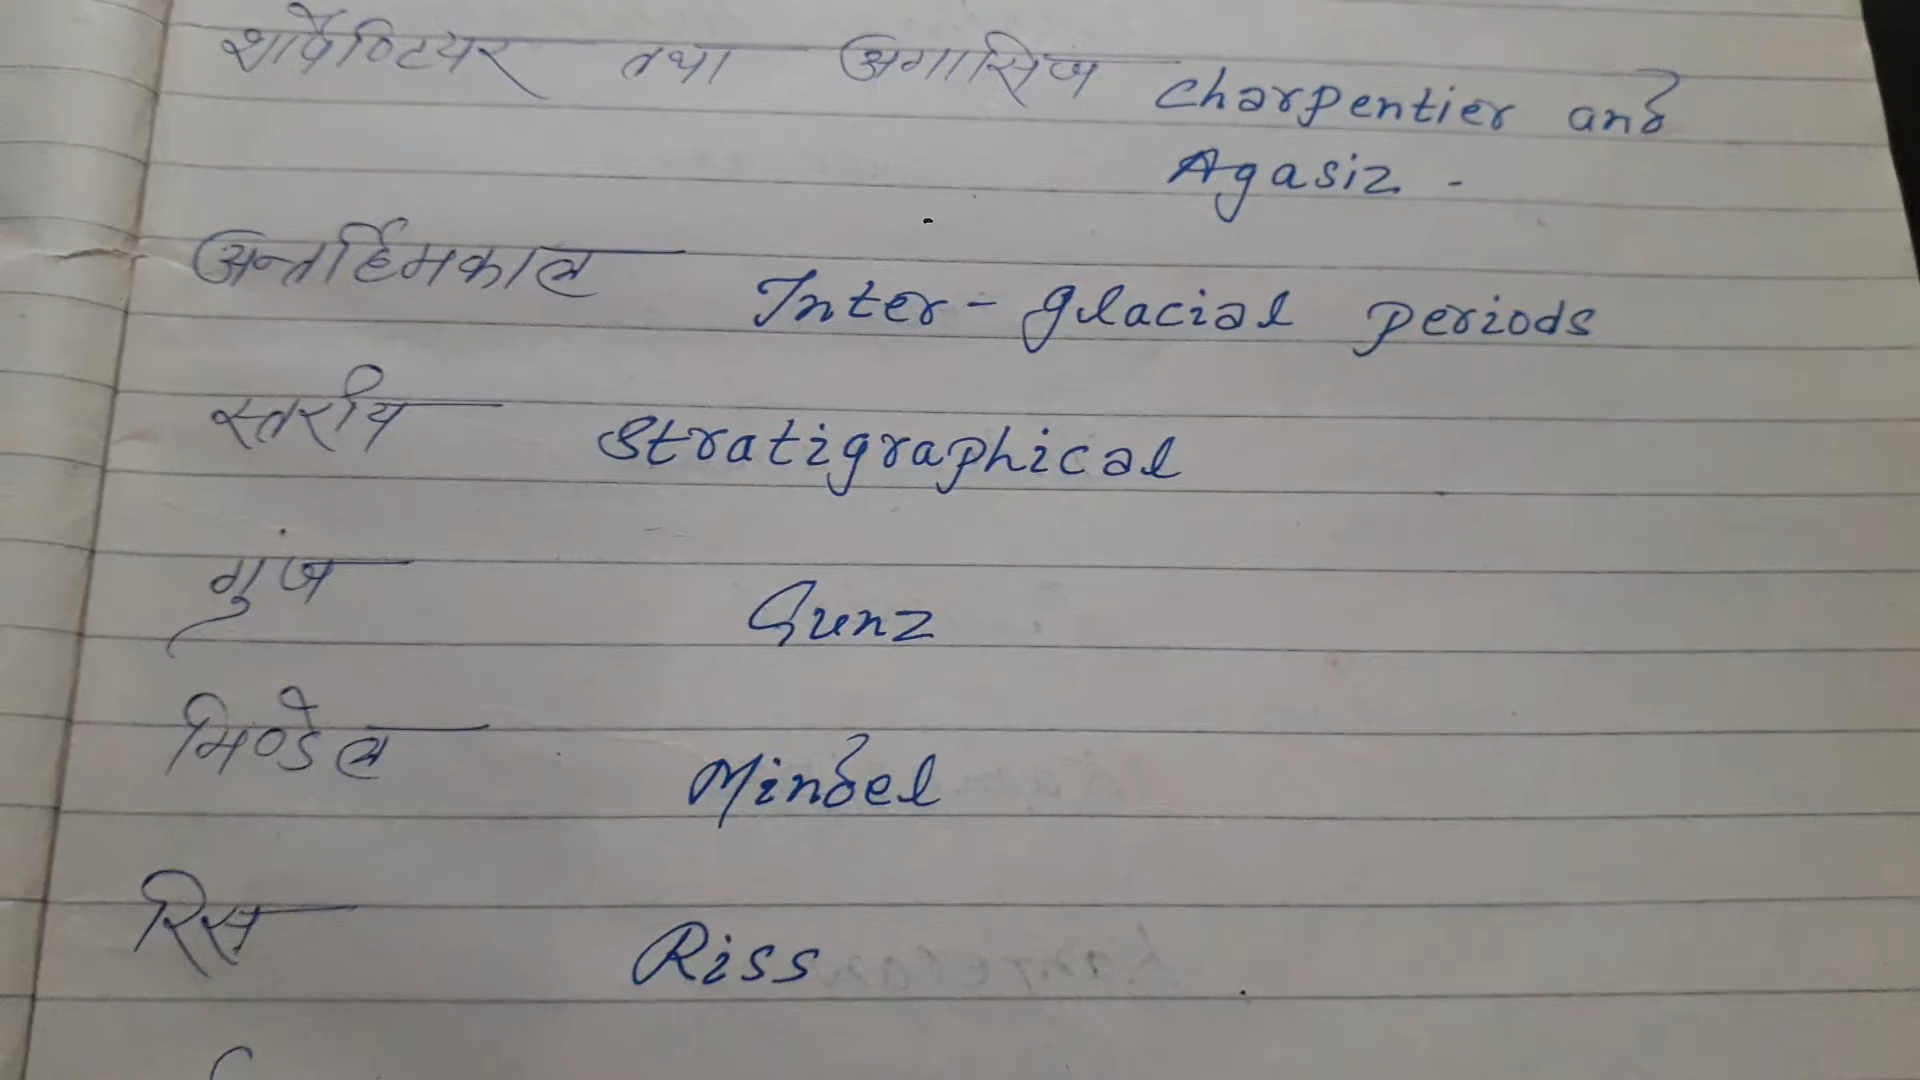 शार्पेण्टियर तथा अगासिज Charpentier and
Agasiz -
अन्तर्हिमकाल Inter-glacial periods
स्तरीय Stratigraphical
गुंज Gunz
मिण्डेल Mindel
रिस Riss